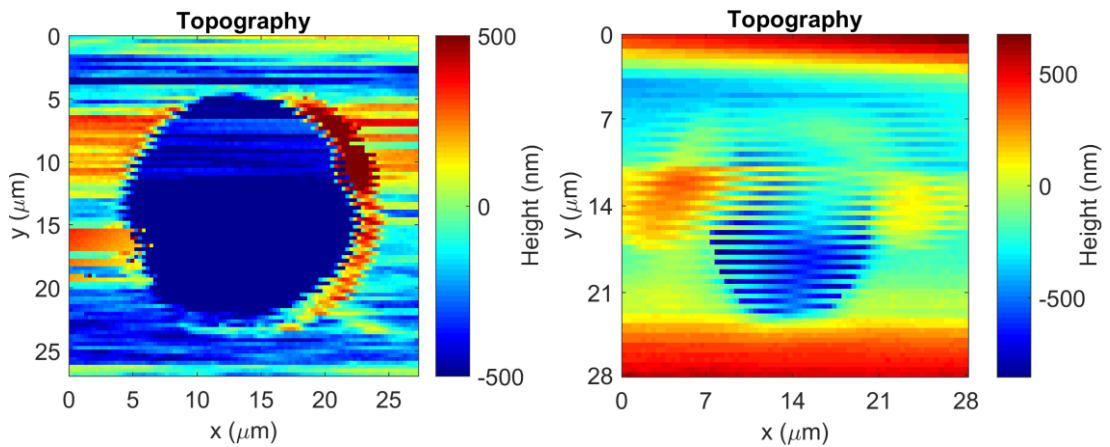 Topography
0
5
10
15
20
25
y (μm)
0 5 10 15 20 25
x (μm)
500
0
-500
Height (nm)
Topography
0
7
14
21
28
y (μm)
0 7 14 21 28
x (μm)
500
0
-500
Height (nm)